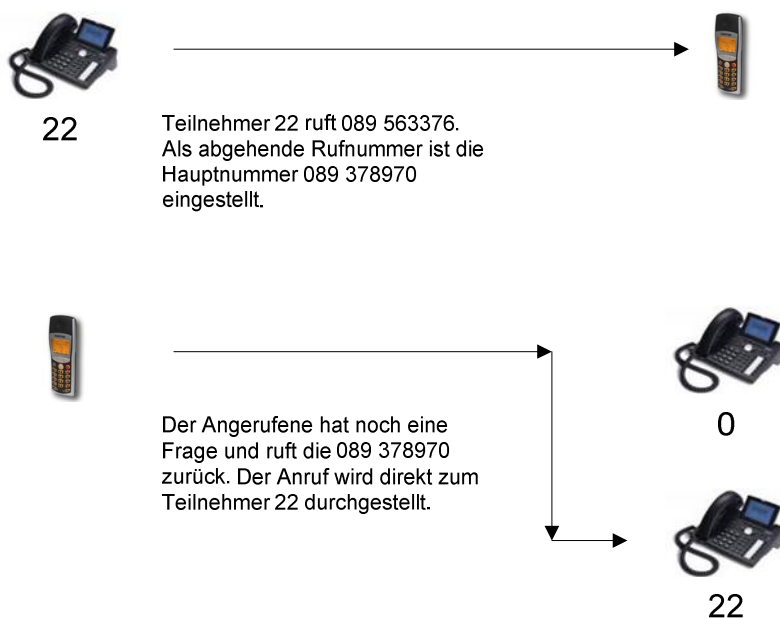 22
Teilnehmer 22 ruft 089 563376.
Als abgehende Rufnummer ist die
Hauptnummer 089 378970
eingestellt.
Der Angerufene hat noch eine
Frage und ruft die 089 378970
zurück. Der Anruf wird direkt zum
Teilnehmer 22 durchgestellt.
0
22